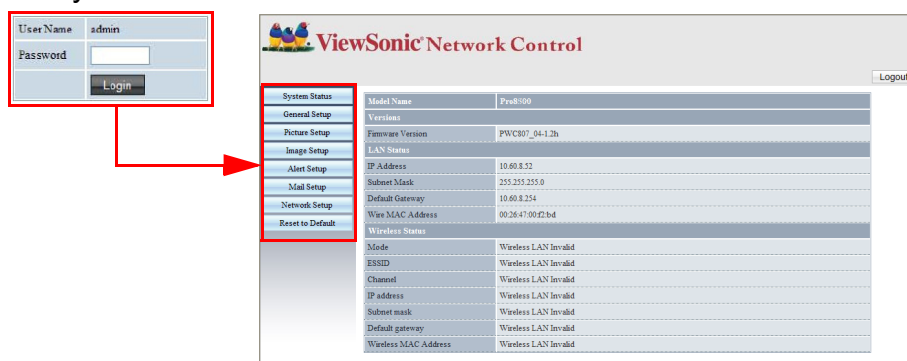 UserName admin
Password
Login
ViewSonic® Network Control
Logout
System Status
General Setup
Picture Setup
Image Setup
Alert Setup
Mail Setup
Network Setup
Reset to Default
Model Name Pro8500
Versions
Firmware Version PWC807_04-1.2h
LAN Status
IP Address 10.60.8.52
Subnet Mask 255.255.255.0
Default Gateway 10.60.8.254
Wire MAC Address 00:26:47:00:f2:bd
Wireless Status
Mode Wireless LAN Invalid
ESSID Wireless LAN Invalid
Channel Wireless LAN Invalid
IP address Wireless LAN Invalid
Subnet mask Wireless LAN Invalid
Default gateway Wireless LAN Invalid
Wireless MAC Address Wireless LAN Invalid